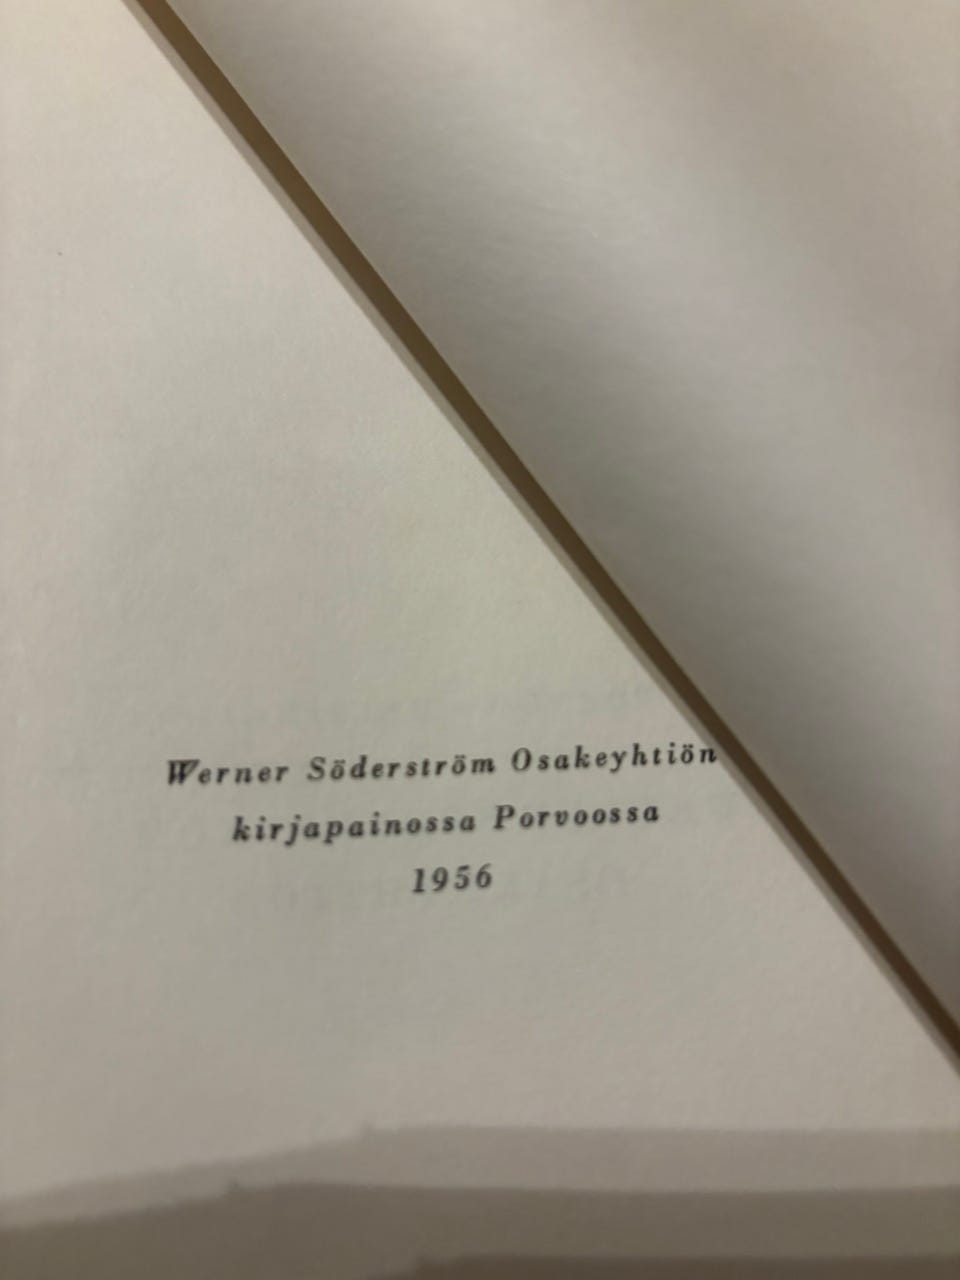 Werner Söderström Osakeyhtiön
kirjapainossa Porvoossa
1956